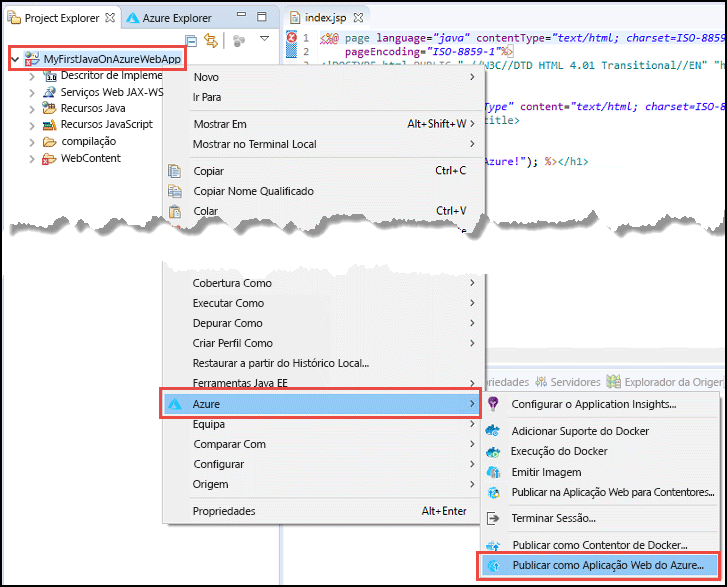 Project Explorer
Azure Explorer
index.jsp
MyFirstJavaOnAzureWebApp
Descritor de Impleme
Serviços Web JAX-WS
Recursos Java
Recursos JavaScript
compilação
WebContent
1 <%@ page language="java" contentType="text/html; charset=ISO-8859
2 pageEncoding="ISO-8859-1"%>
<!DOCTYPE html PUBLIC "-//W3C//DTD HTML 4.01 Transitional//EN" "h
Type" content="text/html; charset=ISO-8
title>
Azure!"); %></h1>
Novo
Ir Para
Mostrar Em Alt+Shift+W
Mostrar no Terminal Local
Copiar Ctrl+C
Copiar Nome Qualificado
Colar Ctrl+V
Cobertura Como
Executar Como
Depurar Como
Criar Perfil Como
Restaurar a partir do Histórico Local...
Ferramentas Java EE
Azure
Equipa
Comparar Com
Configurar
Origem
Propriedades Alt+Enter
riedades Servidores Explorador da Origen
Configurar o Application Insights...
Adicionar Suporte do Docker
Execução do Docker
Emitir Imagem
Publicar na Aplicação Web para Contentores...
Terminar Sessão...
Publicar como Contentor de Docker...
Publicar como Aplicação Web do Azure...